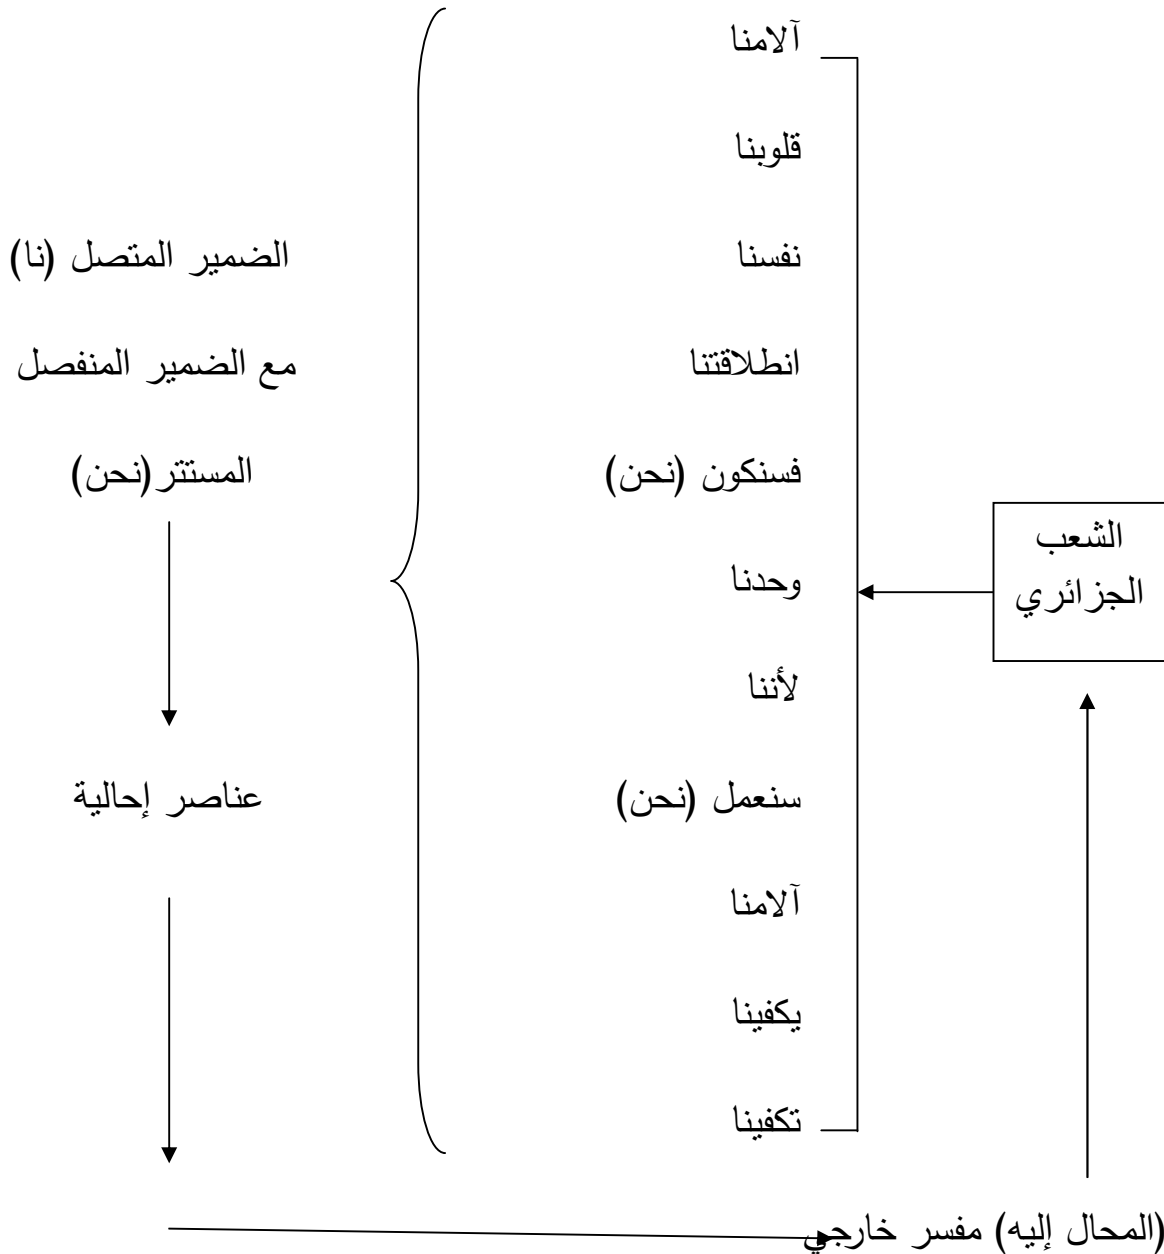 آلامنا
قلوبنا
نفسنا
انطلاقتنا
فسنكون (نحن)
وحدنا
لأننا
سنعمل (نحن)
آلامنا
يكفينا
تكفينا
الشعب
الجزائري
الضمير المتصل (نا)
مع الضمير المنفصل
المستتر (نحن)
عناصر إحالية
(المحال إليه) مفسر خارجي